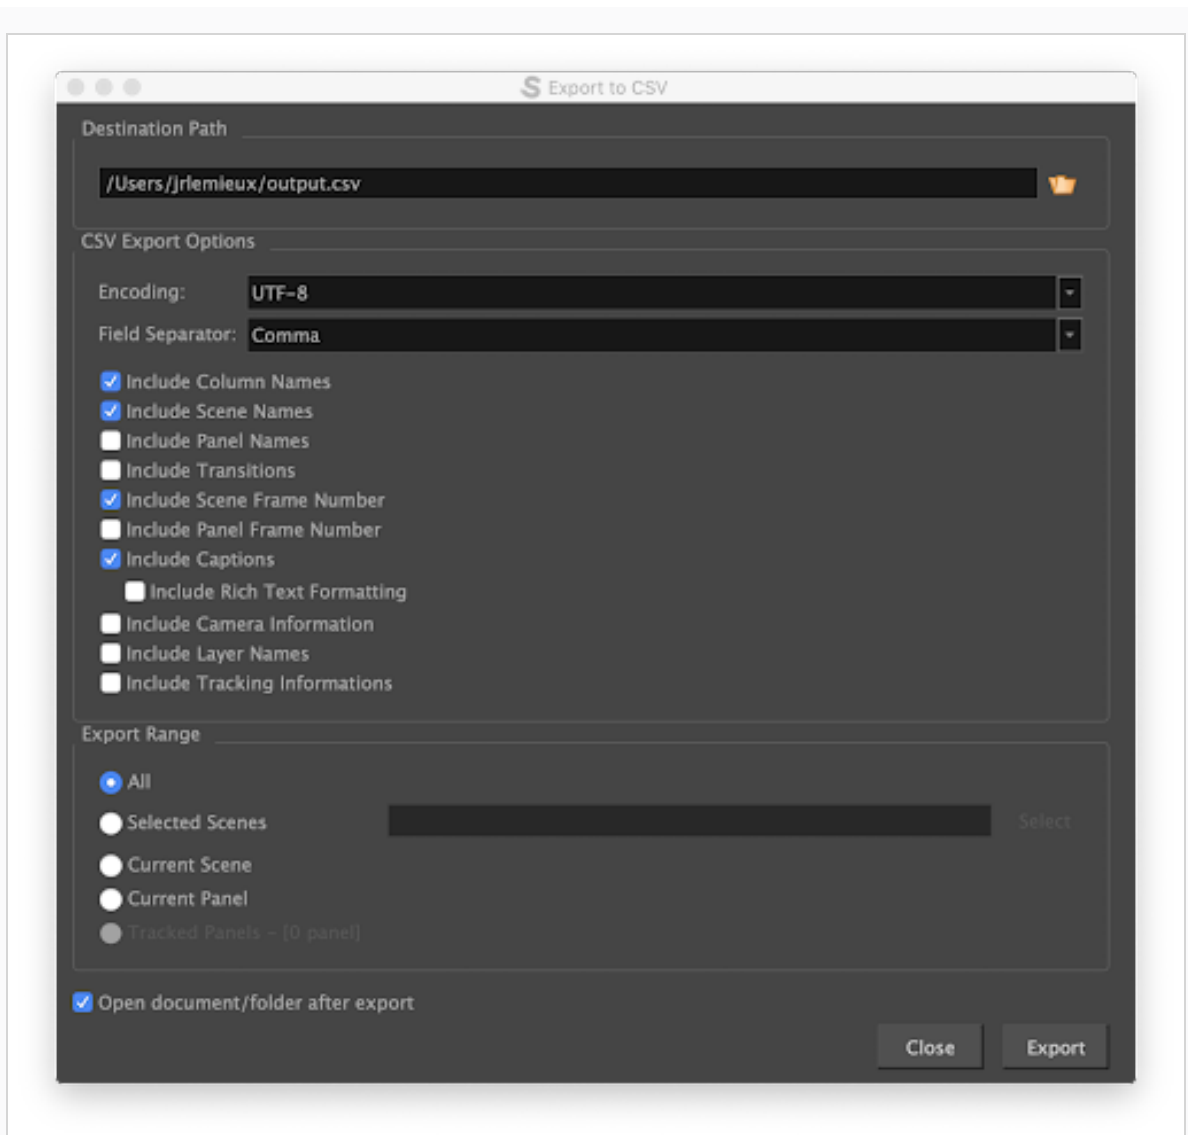 S Export to CSV
Destination Path
/Users/jrlemieux/output.csv
CSV Export Options
Encoding: UTF-8
Field Separator: Comma
Include Column Names
Include Scene Names
Include Panel Names
Include Transitions
Include Scene Frame Number
Include Panel Frame Number
Include Captions
Include Rich Text Formatting
Include Camera Information
Include Layer Names
Include Tracking Informations
Export Range
All
Selected Scenes Select
Current Scene
Current Panel
Tracked Panels - [0 panel]
Open document/folder after export
Close Export